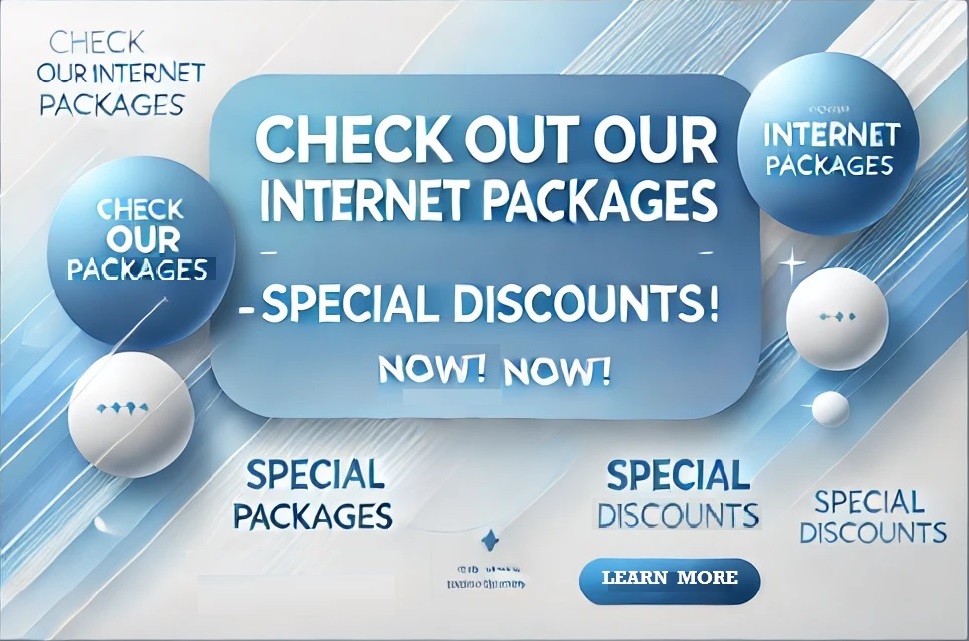 CHECK
OUR INTERNET
PACKAGES
CHECK OUT OUR
INTERNET PACKAGES
- SPECIAL DISCOUNTS!
NOW! NOW!
INTERNET
PACKAGES
CHECK
OUR
PACKAGES
SPECIAL
PACKAGES
SPECIAL
DISCOUNTS
SPECIAL
DISCOUNTS
LEARN MORE